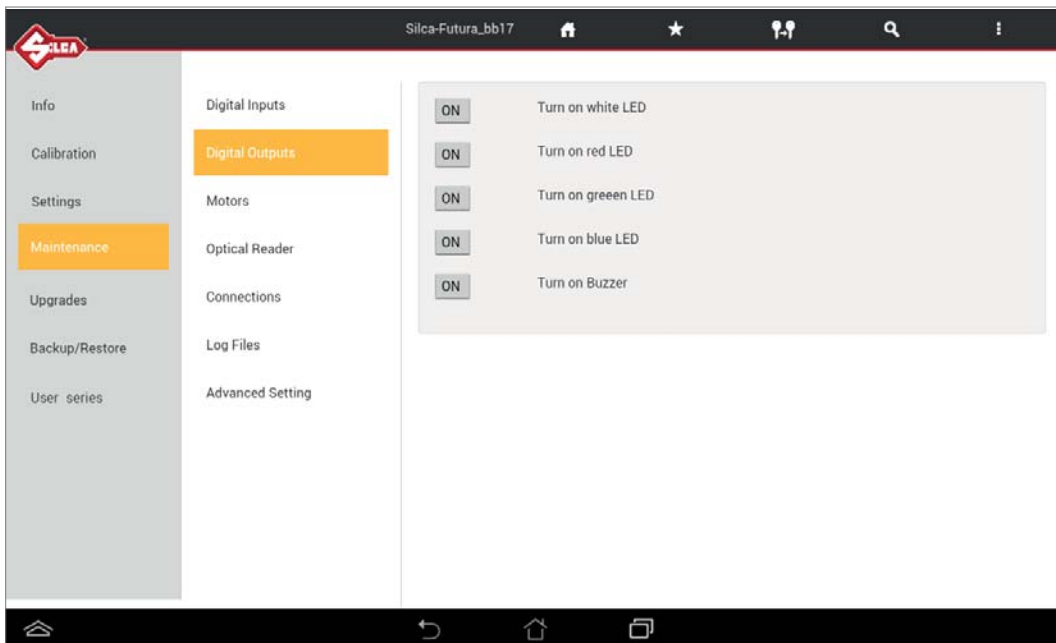 SILCA
Silca-Futura_bb17
Info
Calibration
Settings
Maintenance
Upgrades
Backup/Restore
User series
Digital Inputs
Digital Outputs
Motors
Optical Reader
Connections
Log Files
Advanced Setting
ON Turn on white LED
ON Turn on red LED
ON Turn on greeen LED
ON Turn on blue LED
ON Turn on Buzzer